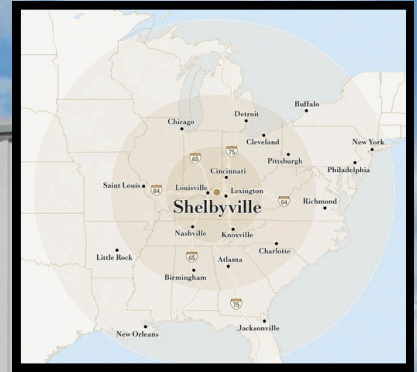 Buffalo
Detroit
Chicago
Cleveland
New York
65
75
Pittsburgh
Philadelphia
Cincinnati
Saint Louis
64
Louisville
Lexington
64
Richmond
Shelbyville
Nashville
Knoxville
Charlotte
65
Little Rock
Atlanta
Birmingham
75
Jacksonville
New Orleans